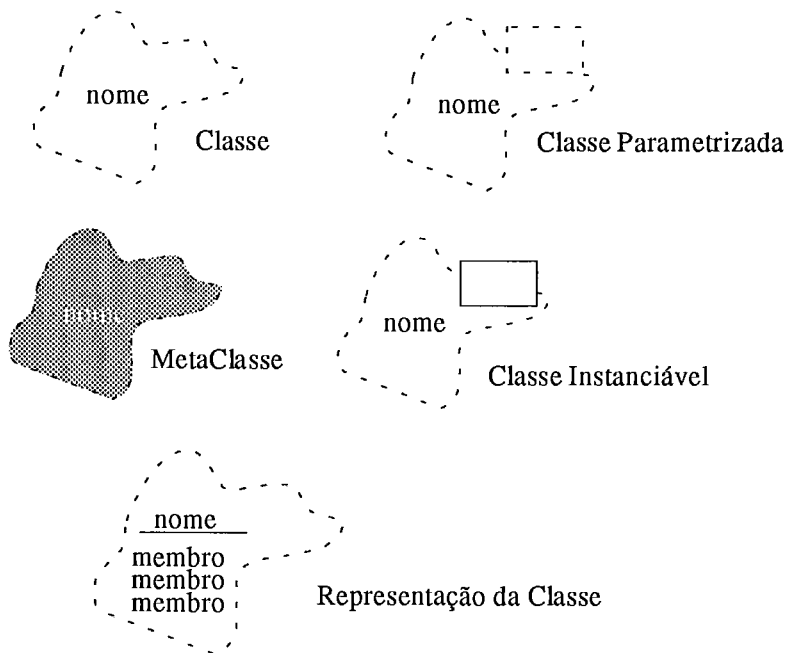 nome
Classe
nome
Classe Parametrizada
MetaClasse
nome
Classe Instanciável
nome
membro
membro
membro
Representação da Classe